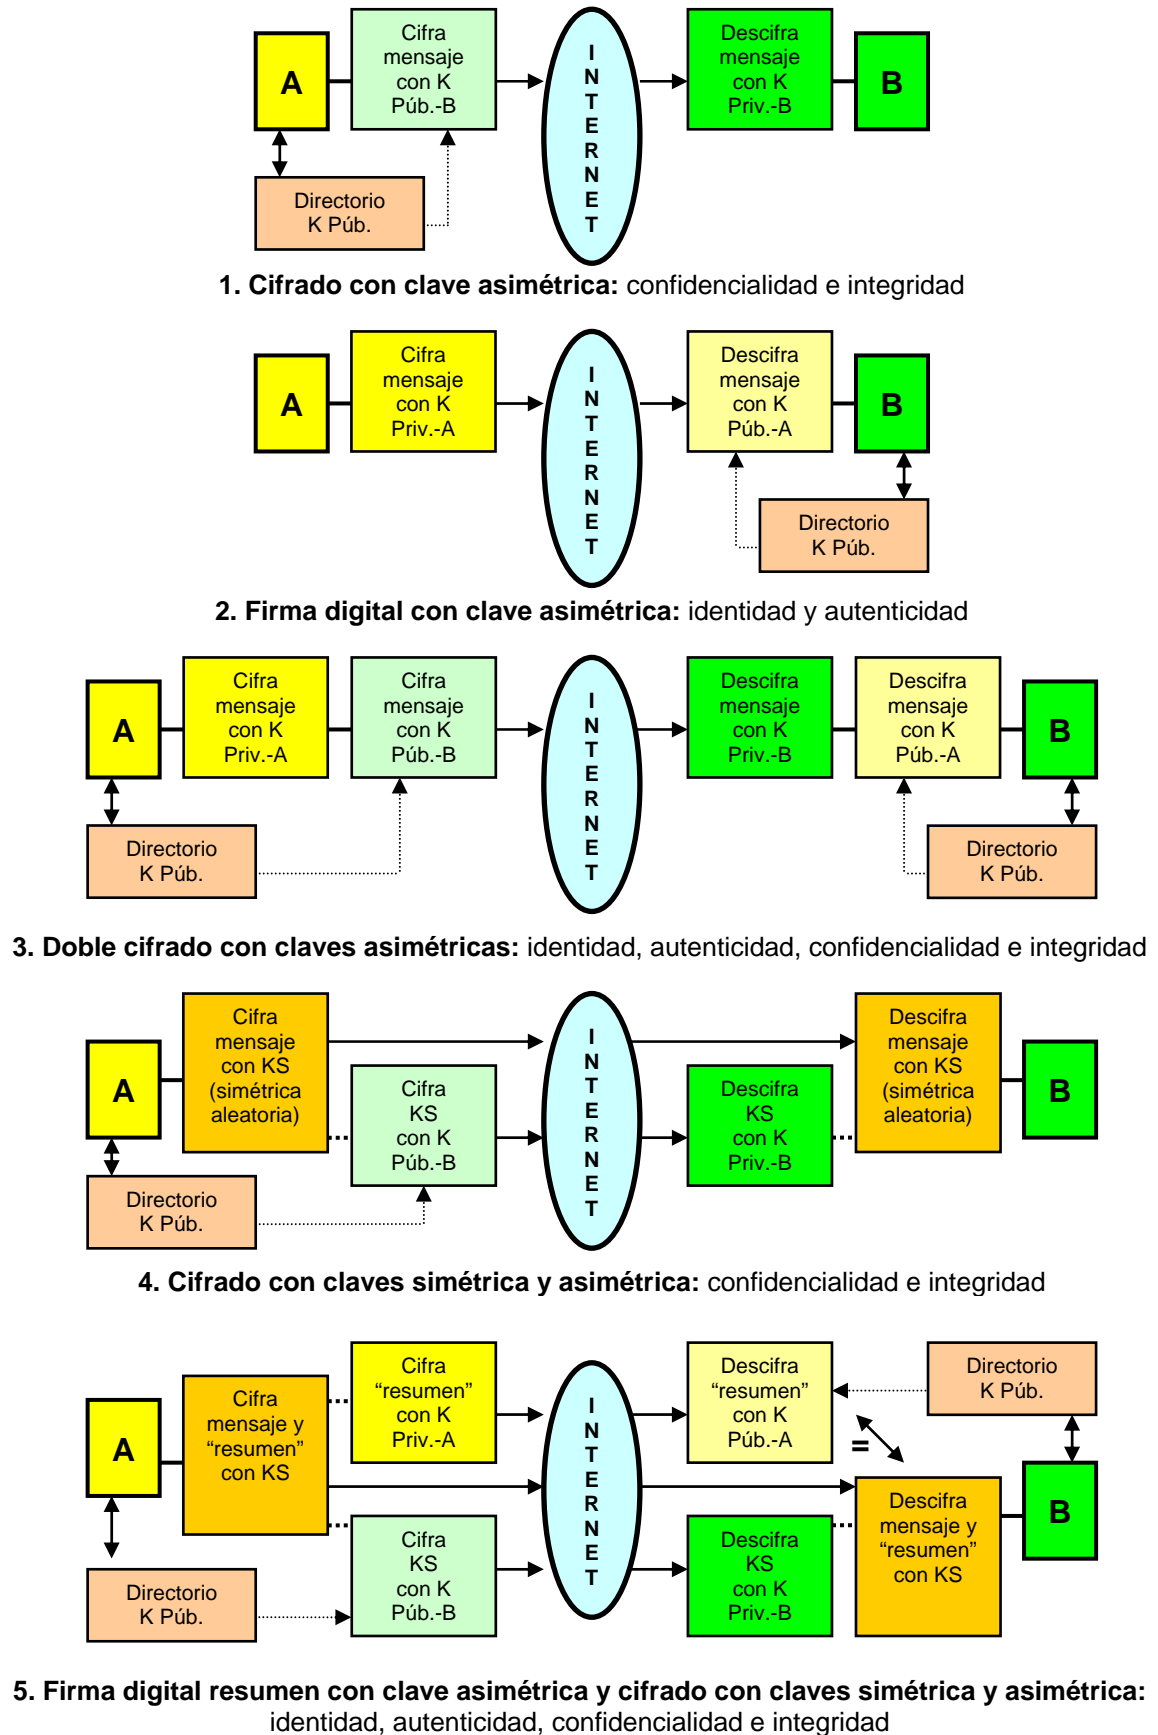 A
Cifra
mensaje
con K
Púb.-B
INTERNET
Descifra
mensaje
con K
Priv.-B
B
Directorio
K Púb.
1. Cifrado con clave asimétrica: confidencialidad e integridad
A
Cifra
mensaje
con K
Priv.-A
INTERNET
Descifra
mensaje
con K
Púb.-A
B
Directorio
K Púb.
2. Firma digital con clave asimétrica: identidad y autenticidad
A
Cifra
mensaje
con K
Priv.-A
Cifra
mensaje
con K
Púb.-B
INTERNET
Descifra
mensaje
con K
Priv.-B
Descifra
mensaje
con K
Púb.-A
B
Directorio
K Púb.
Directorio
K Púb.
3. Doble cifrado con claves asimétricas: identidad, autenticidad, confidencialidad e integridad
A
Cifra
mensaje
con KS
(simétrica
aleatoria)
Cifra
KS
con K
Púb.-B
INTERNET
Descifra
KS
con K
Priv.-B
Descifra
mensaje
con KS
(simétrica
aleatoria)
B
Directorio
K Púb.
4. Cifrado con claves simétrica y asimétrica: confidencialidad e integridad
A
Cifra
mensaje y
“resumen”
con KS
Cifra
“resumen”
con K
Priv.-A
Cifra
KS
con K
Púb.-B
INTERNET
Descifra
“resumen”
con K
Púb.-A
=
Descifra
KS
con K
Priv.-B
Directorio
K Púb.
Descifra
mensaje y
“resumen”
con KS
B
Directorio
K Púb.
5. Firma digital resumen con clave asimétrica y cifrado con claves simétrica y asimétrica:
identidad, autenticidad, confidencialidad e integridad